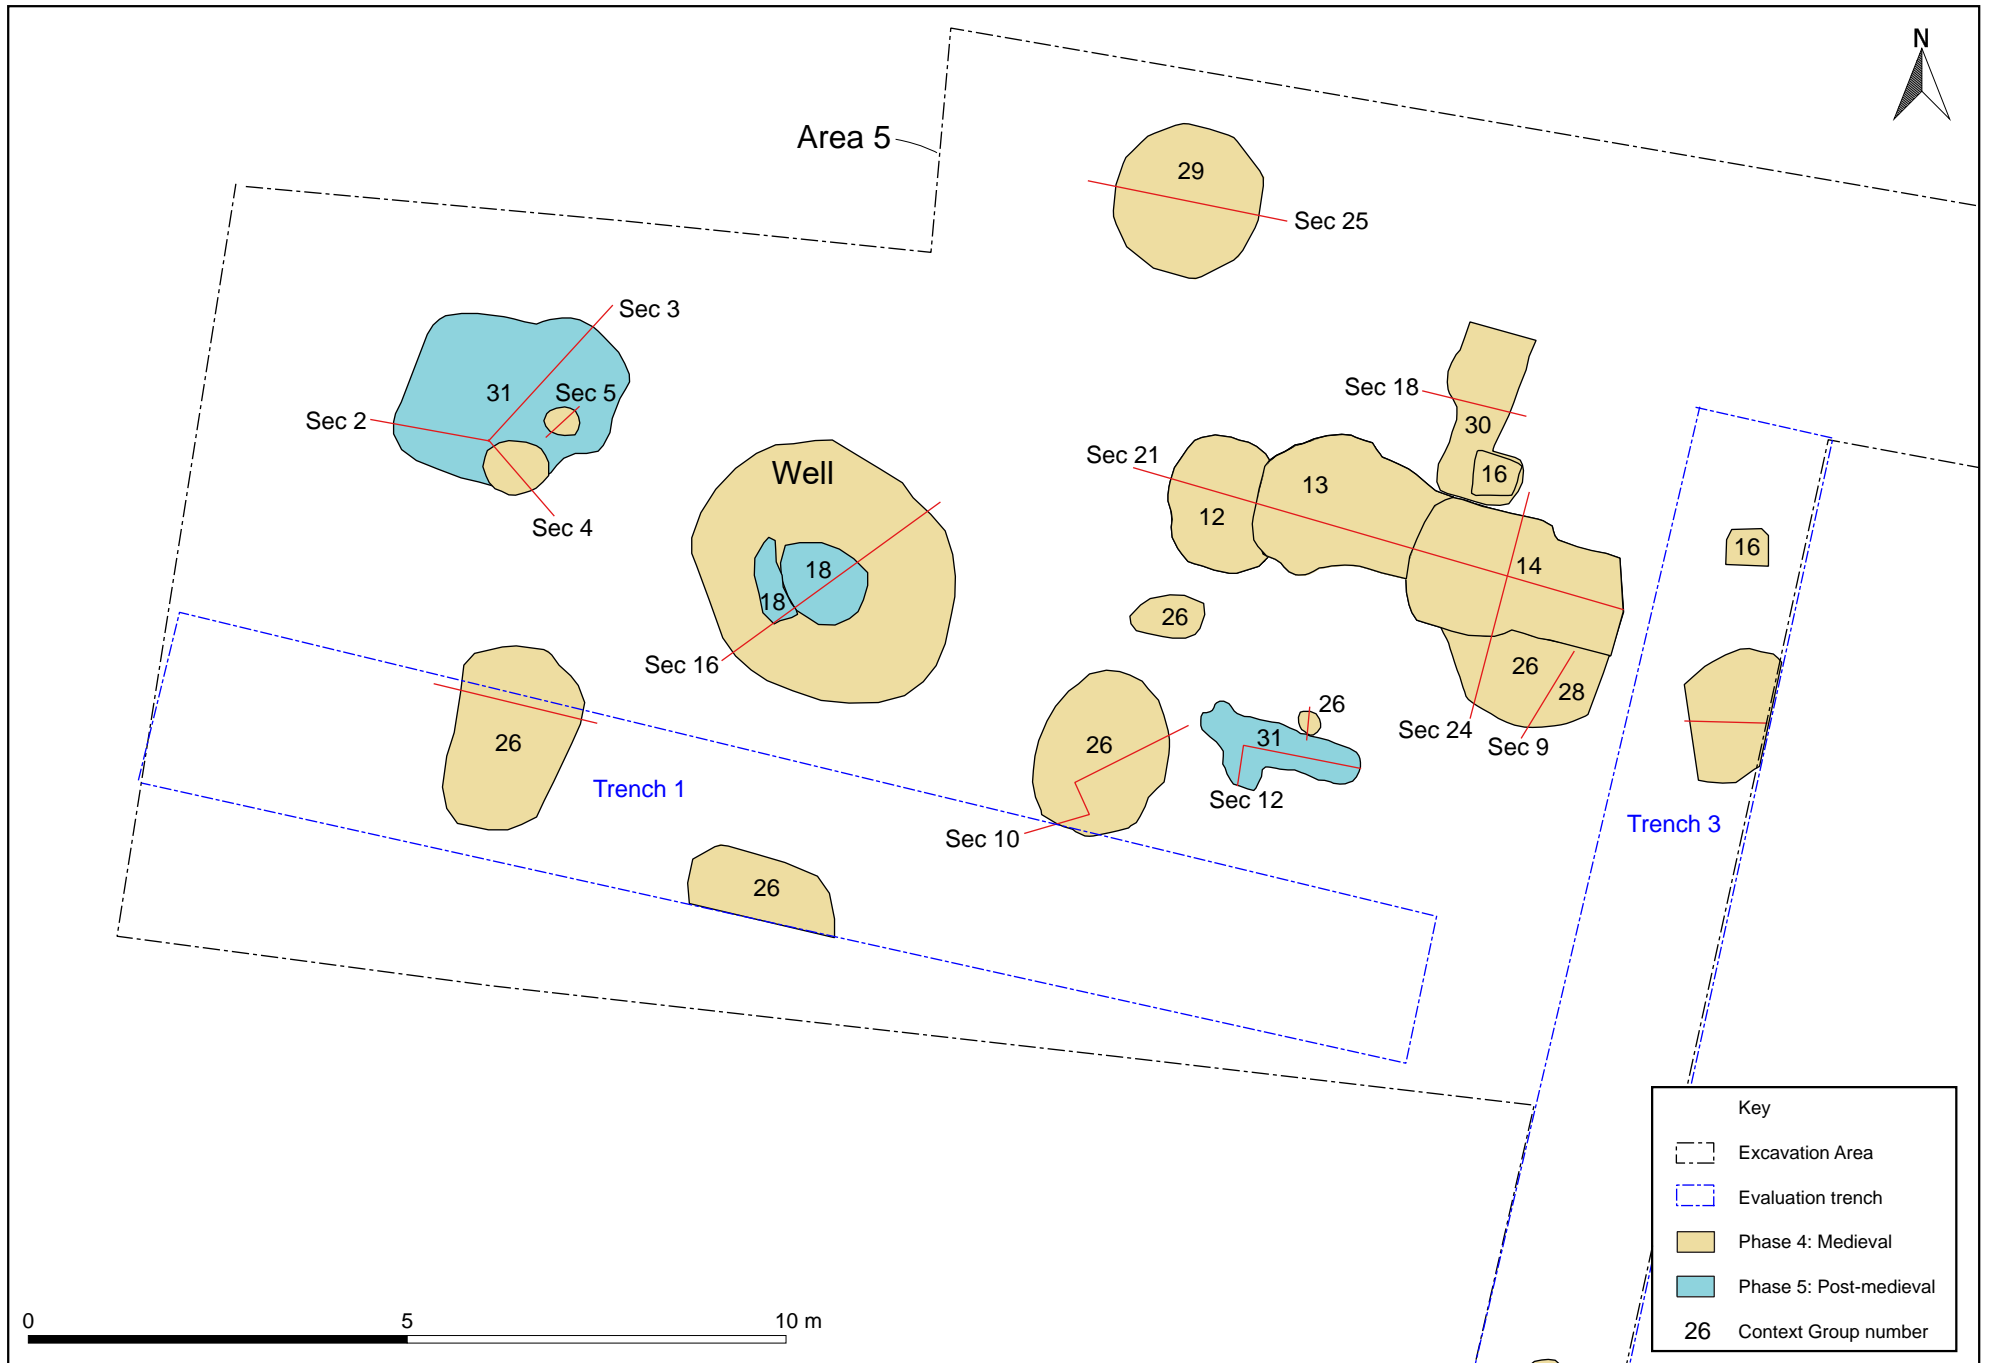 N
Area 5
29
Sec 25
Sec 3
31
Sec 5
Sec 2
Sec 4
Sec 18
30
16
Sec 21
13
12
14
Well
18
18
Sec 16
16
26
26
28
Sec 24
Sec 9
26
26
31
Sec 12
26
Sec 10
26
Trench 1
Trench 3
26
Key
Excavation Area
Evaluation trench
Phase 4: Medieval
Phase 5: Post-medieval
26 Context Group number
0 5 10 m